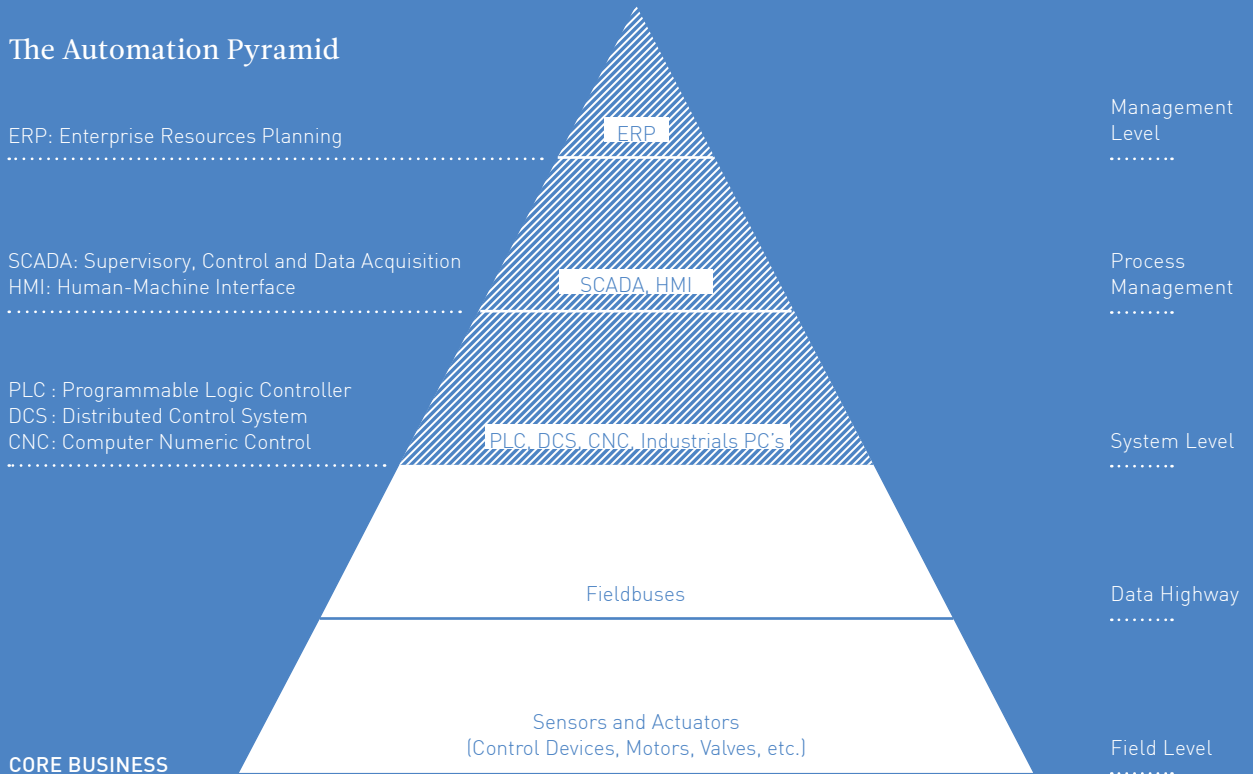 The Automation Pyramid
ERP: Enterprise Resources Planning
ERP
Management
Level
SCADA: Supervisory, Control and Data Acquisition
HMI: Human-Machine Interface
SCADA, HMI
Process
Management
PLC : Programmable Logic Controller
DCS : Distributed Control System
CNC: Computer Numeric Control
PLC, DCS, CNC, Industrials PC's
System Level
Fieldbuses
Data Highway
Sensors and Actuators
(Control Devices, Motors, Valves, etc.)
Field Level
CORE BUSINESS